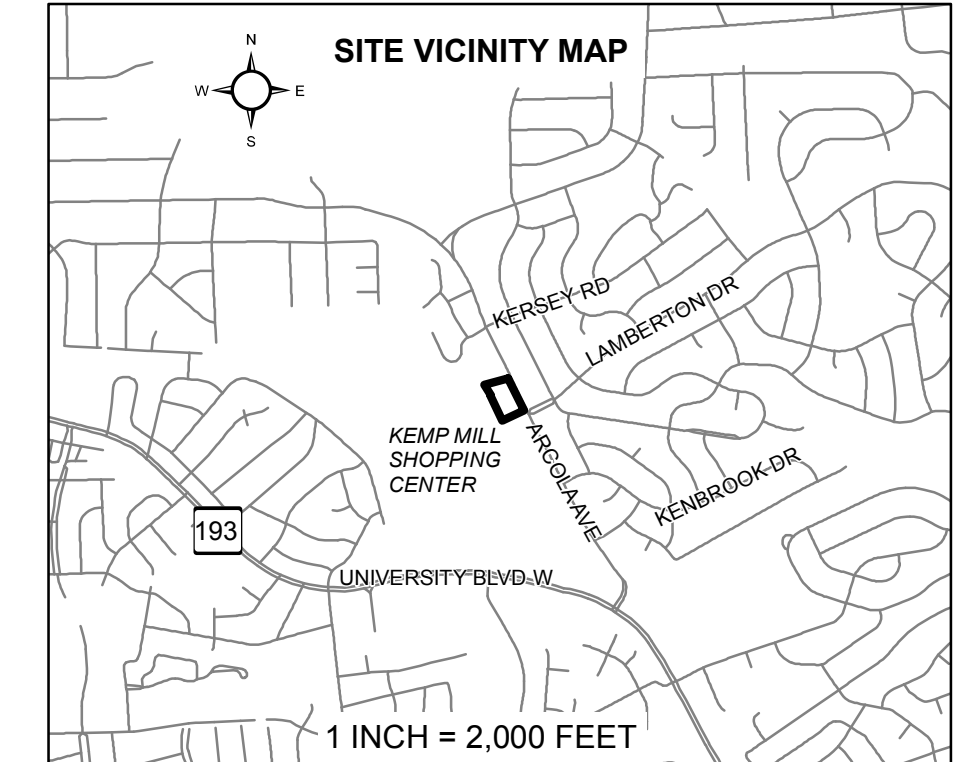 SITE VICINITY MAP
N
W E
S
KERSEY RD
LAMBERTON DR
KEMP MILL
SHOPPING
CENTER
ARCOLA AVE
KENBROOK DR
193
UNIVERSITY BLVD W
1 INCH = 2,000 FEET